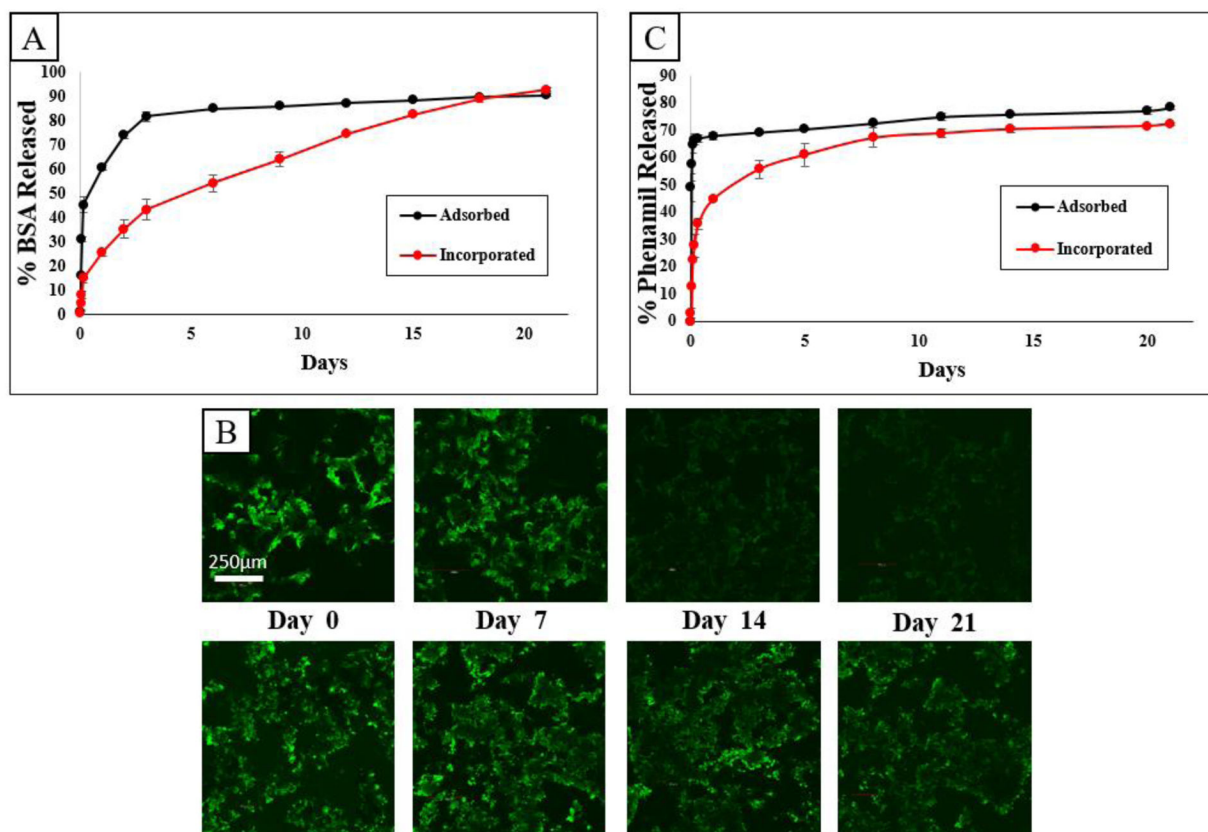 A
% BSA Released
100
90
80
70
60
50
40
30
20
10
0
0 5 10 15 20
Days
Adsorbed
Incorporated
C
% Phenamil Released
90
80
70
60
50
40
30
20
10
0
0 5 10 15 20
Days
Adsorbed
Incorporated
B
250µm
Day 0 Day 7 Day 14 Day 21